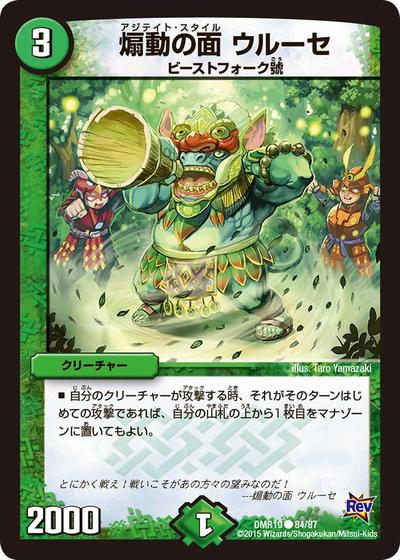 3
アジテイト・スタイル
煽動の面 ウルーセ
ビーストフォーク號
クリーチャー
illus. Taro Yamazaki
■ 自分のクリーチャーが攻撃する時、それがそのターンはじ
めての攻撃であれば、自分の山札の上から1枚目をマナゾー
ンに置いてもよい。
とにかく戦え!戦いこそがあの方々の望みなのだ!
---煽動の面 ウルーセ
Rev
2000
1
DMR19 ● 84/87
©2015 Wizards/Shogakukan/Mitsui-Kids